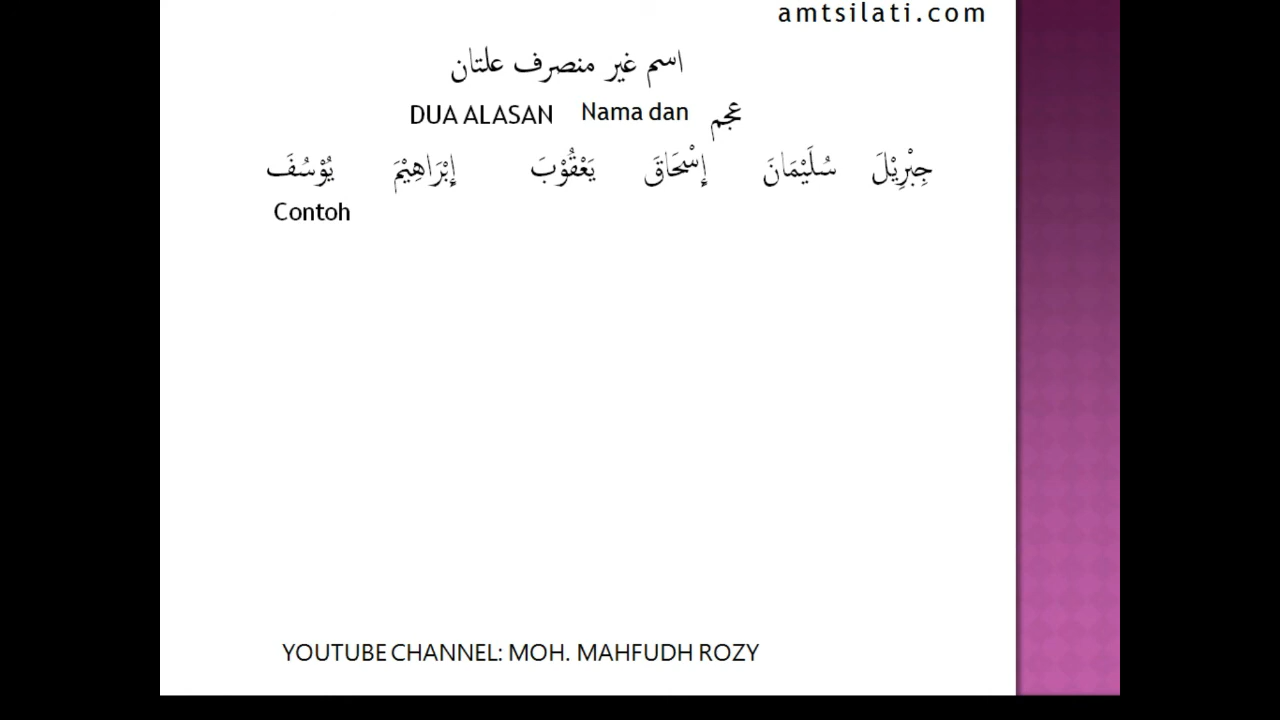 amtsilati.com
اسم غير منصرف علتان
DUA ALASAN Nama dan عجم
جِبْرِيْلَ سُلَيْمَانَ إِسْحَاقَ يَعْقُوْبَ إِبْرَاهِيْمَ يُوْسُفَ
Contoh
YOUTUBE CHANNEL: MOH. MAHFUDH ROZY